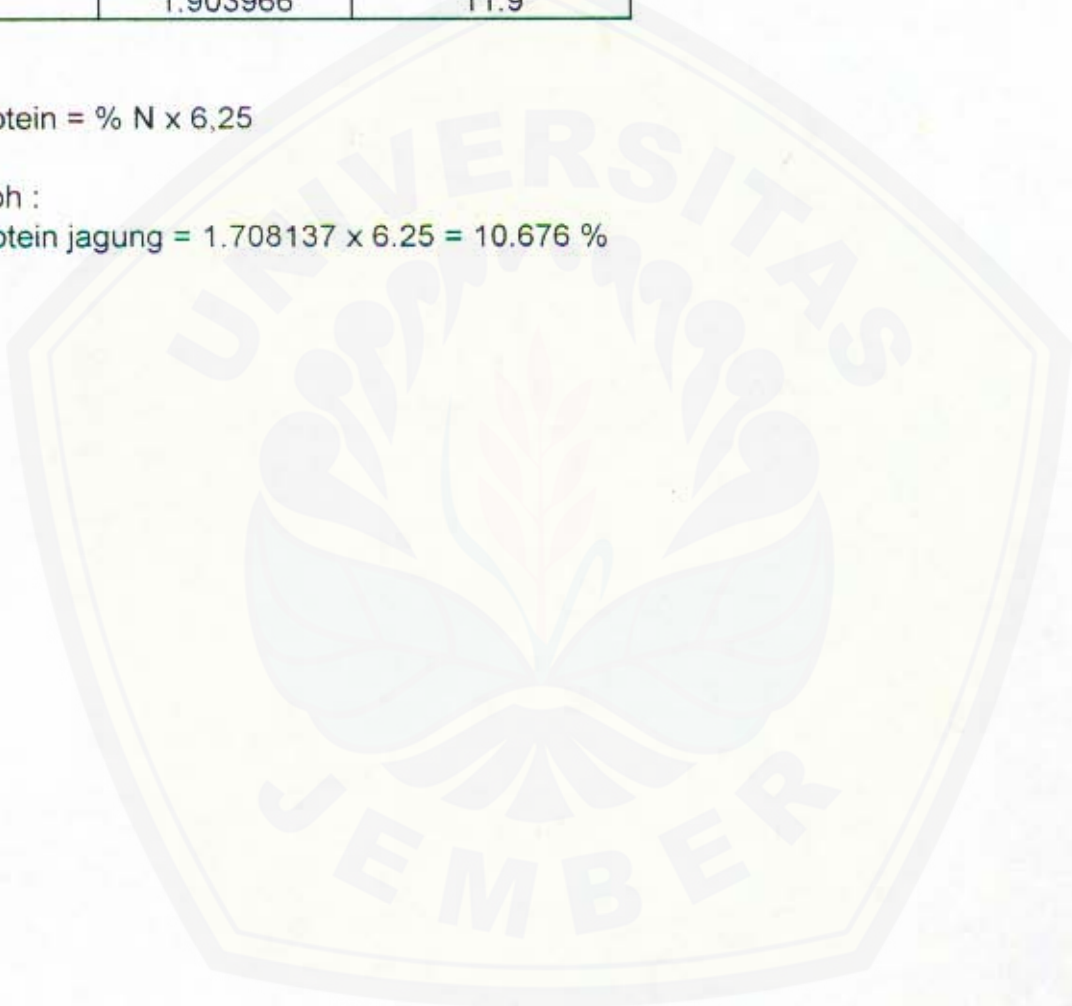 1.903966 11.9
otein = % N x 6,25
oh :
otein jagung = 1.708137 x 6.25 = 10.676 %
UNIVERSITAS
JEMBER